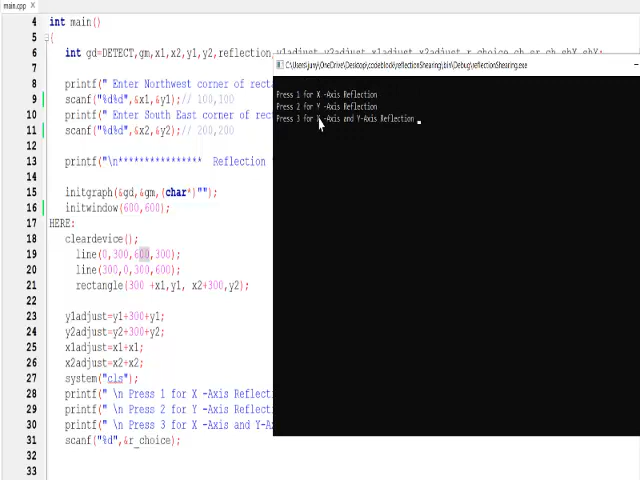 main.cpp X
4 int main()
5 {
6 int gd=DETECT,gm,x1,x2,y1,y2,reflection,y1adjust,y2adjust,x1adjust,x2adjust,r_choice,ch,sr,ch,shX,shY;
7
8 printf(" Enter Northwest corner of rect
9 scanf("%d%d",&x1,&y1);// 100,100
10 printf(" Enter South East corner of rec
11 scanf("%d%d",&x2,&y2);// 200,200
12
13 printf("\n**************** Reflection
14
15 initgraph(&gd,&gm,(char*)"");
16 initwindow(600,600);
17 HERE:
18 cleardevice();
19 line(0,300,600,300);
20 line(300,0,300,600);
21 rectangle(300 +x1,y1, x2+300,y2);
22
23 y1adjust=y1+300+y1;
24 y2adjust=y2+300+y2;
25 x1adjust=x1+x1;
26 x2adjust=x2+x2;
27 system("cls");
28 printf(" \n Press 1 for X -Axis Reflecti
29 printf(" \n Press 2 for Y -Axis Reflecti
30 printf(" \n Press 3 for X -Axis and Y-A
31 scanf("%d",&r_choice);
32
33
C:\Users\juny\OneDrive\Desktop\codeblock\reflectionShearing\bin\Debug\reflectionShearing.exe
Press 1 for X -Axis Reflection
Press 2 for Y -Axis Reflection
Press 3 for X -Axis and Y-Axis Reflection